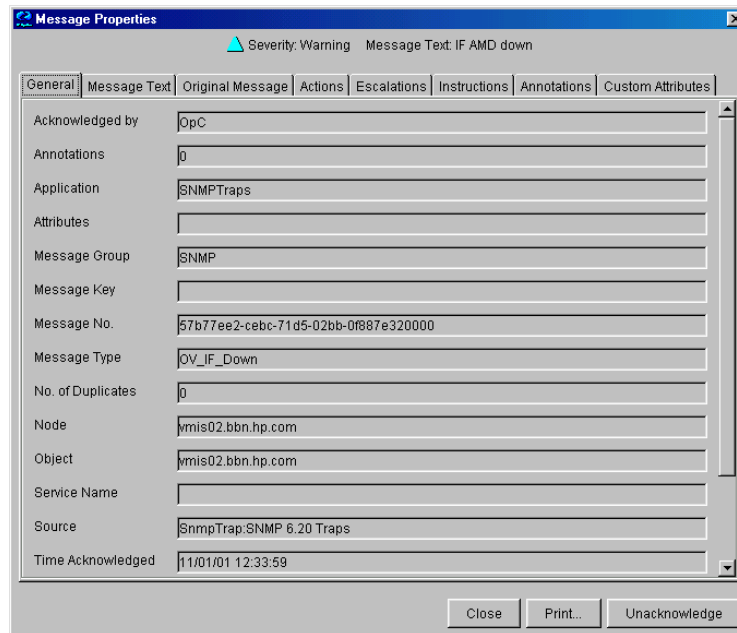 Message Properties
Severity: Warning Message Text: IF AMD down
General Message Text Original Message Actions Escalations Instructions Annotations Custom Attributes
Acknowledged by OpC
Annotations 0
Application SNMPTraps
Attributes
Message Group SNMP
Message Key
Message No. 57b77ee2-cebc-71d5-02bb-0f887e320000
Message Type OV_IF_Down
No. of Duplicates 0
Node vmis02.bbn.hp.com
Object vmis02.bbn.hp.com
Service Name
Source SnmpTrap:SNMP 6.20 Traps
Time Acknowledged 11/01/01 12:33:59
Close Print... Unacknowledge